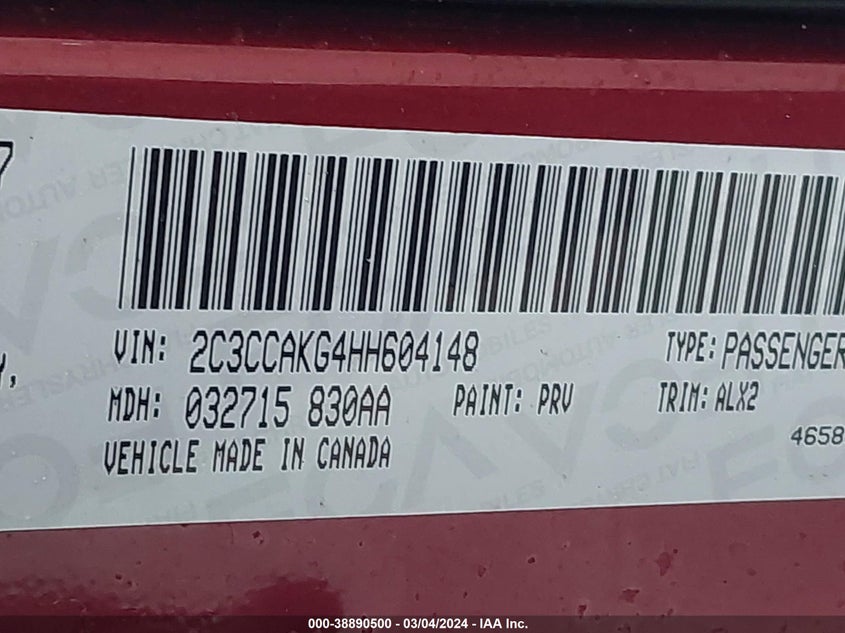 7
VIN: 2C3CCAKG4HH604148 TYPE: PASSENGER
Y,
MDH: 032715 830AA PAINT: PRV TRIM: ALX2
VEHICLE MADE IN CANADA 4658
000-38890500 - 03/04/2024 - IAA Inc.